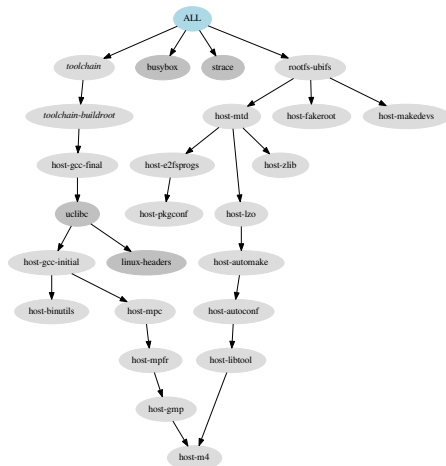 ALL
toolchain
busybox
strace
rootfs-ubifs
toolchain-buildroot
host-mtd
host-fakeroot
host-makedevs
host-gcc-final
host-e2fsprogs
host-zlib
uclibc
host-pkgconf
host-lzo
host-gcc-initial
linux-headers
host-automake
host-binutils
host-mpc
host-autoconf
host-mpfr
host-libtool
host-gmp
host-m4